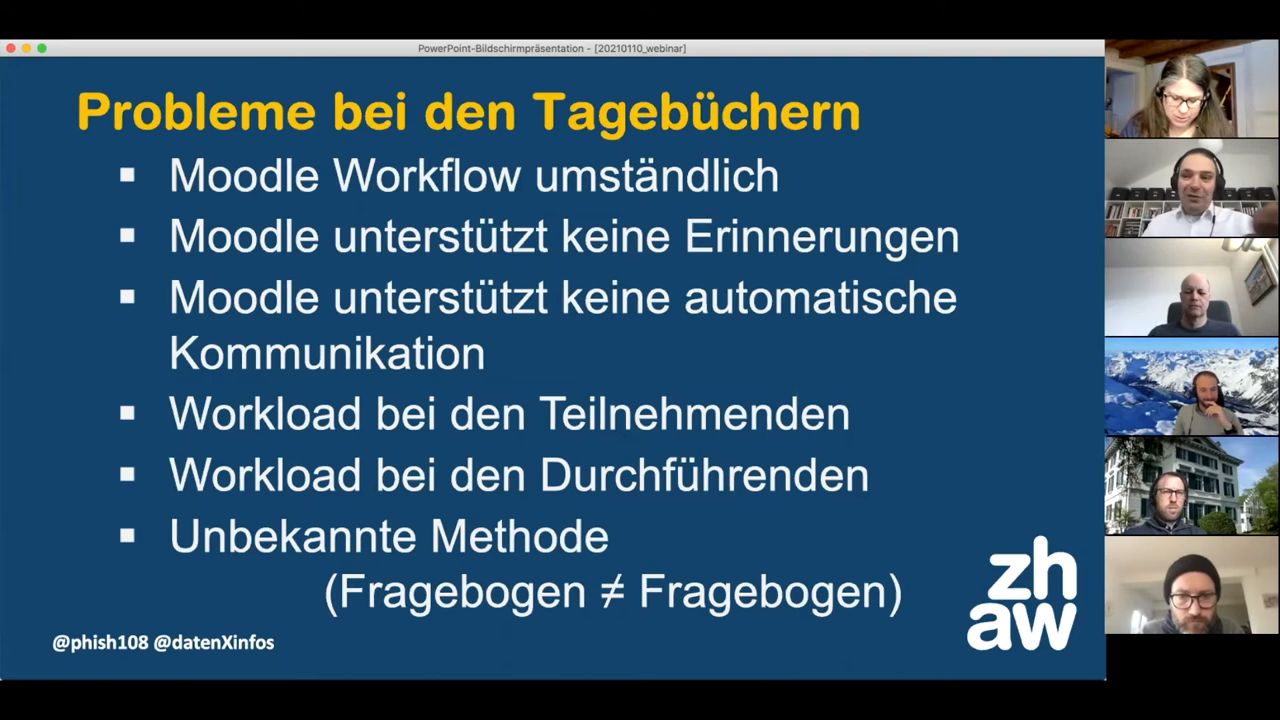 PowerPoint-Bildschirmpräsentation - [20210110_webinar]
Probleme bei den Tagebüchern
▪ Moodle Workflow umständlich
▪ Moodle unterstützt keine Erinnerungen
▪ Moodle unterstützt keine automatische
Kommunikation
▪ Workload bei den Teilnehmenden
▪ Workload bei den Durchführenden
▪ Unbekannte Methode
(Fragebogen ≠ Fragebogen)
@phish108 @datenXinfos
zh
aw